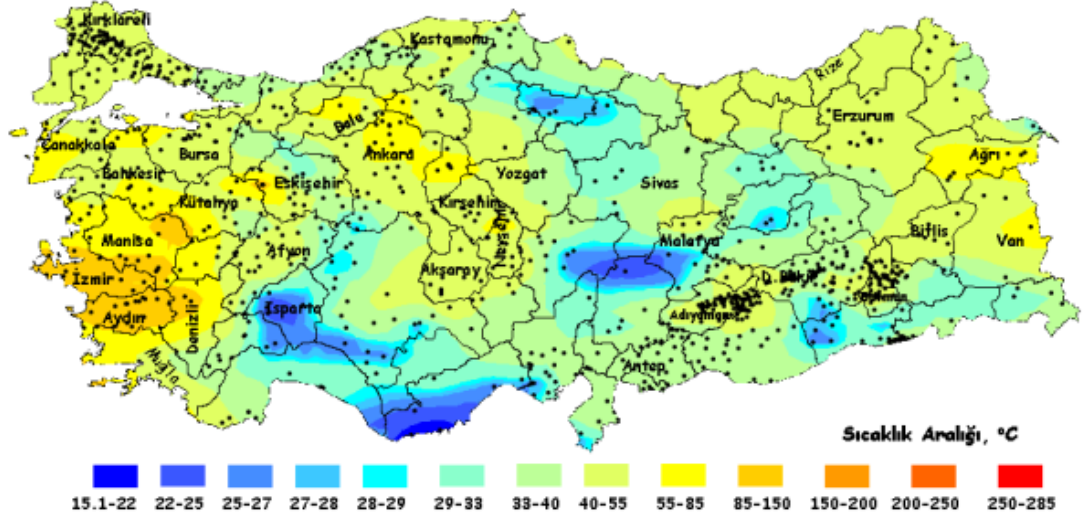 Kırklareli
Kastamonu
Rize
Erzurum
Çanakkale
Bolu
Bursa
Ankara
Ağrı
Balıkesir
Eskişehir
Yozgat
Sivas
Kütahya
Kırşehir
Nevşehir
Bitlis
Manisa
Afyon
Malatya
Van
İzmir
Aksaray
D. Bakır
Aydın
Denizli
Isparta
Adıyaman
Batman
Muğla
Antep
Sıcaklık Aralığı, °C
15.1-22 22-25 25-27 27-28 28-29 29-33 33-40 40-55 55-85 85-150 150-200 200-250 250-285